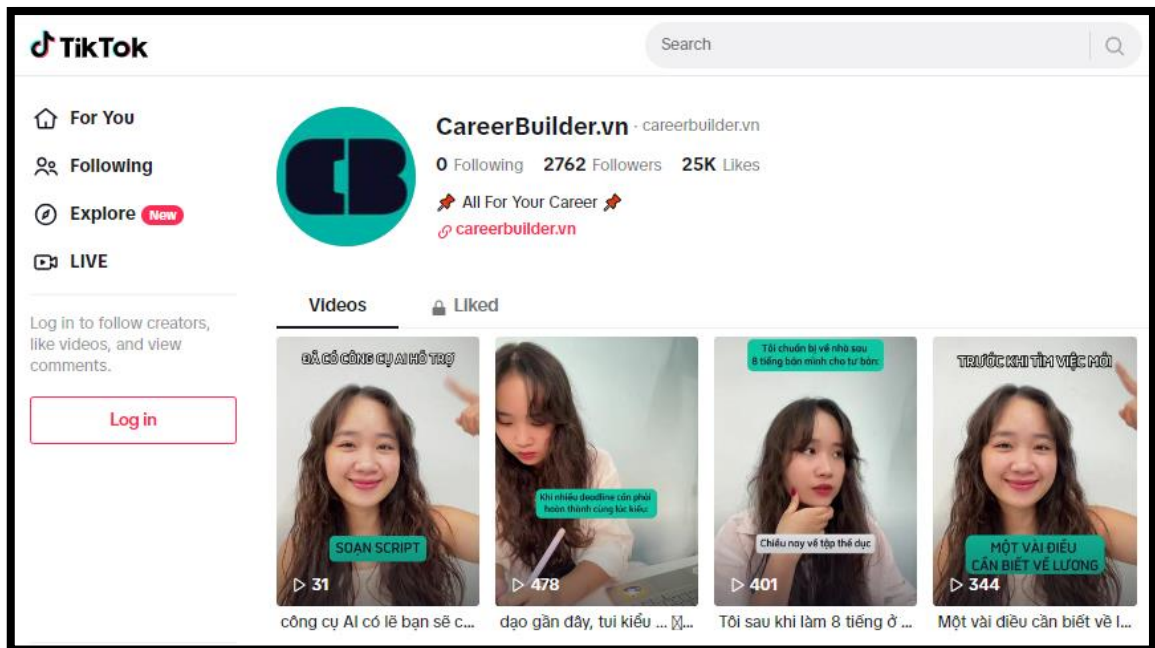 TikTok
Search
For You
Following
Explore New
LIVE
Log in to follow creators,
like videos, and view
comments.
Log in
CareerBuilder.vn · careerbuilder.vn
0 Following 2762 Followers 25K Likes
📌 All For Your Career 📌
careerbuilder.vn
Videos
Liked
ĐÃ CÓ CÔNG CỤ AI HỖ TRỢ
SOẠN SCRIPT
31
công cụ AI có lẽ bạn sẽ c...
Khi nhiều deadline cần phải
hoàn thành cùng lúc kiểu:
478
dạo gần đây, tui kiểu ... ...
Tôi chuẩn bị về nhà sau
8 tiếng bán mình cho tư bản:
Chiều nay về tập thể dục
401
Tôi sau khi làm 8 tiếng ở ...
TRƯỚC KHI TÌM VIỆC MỚI
MỘT VÀI ĐIỀU
CẦN BIẾT VỀ LƯƠNG
344
Một vài điều cần biết về l...